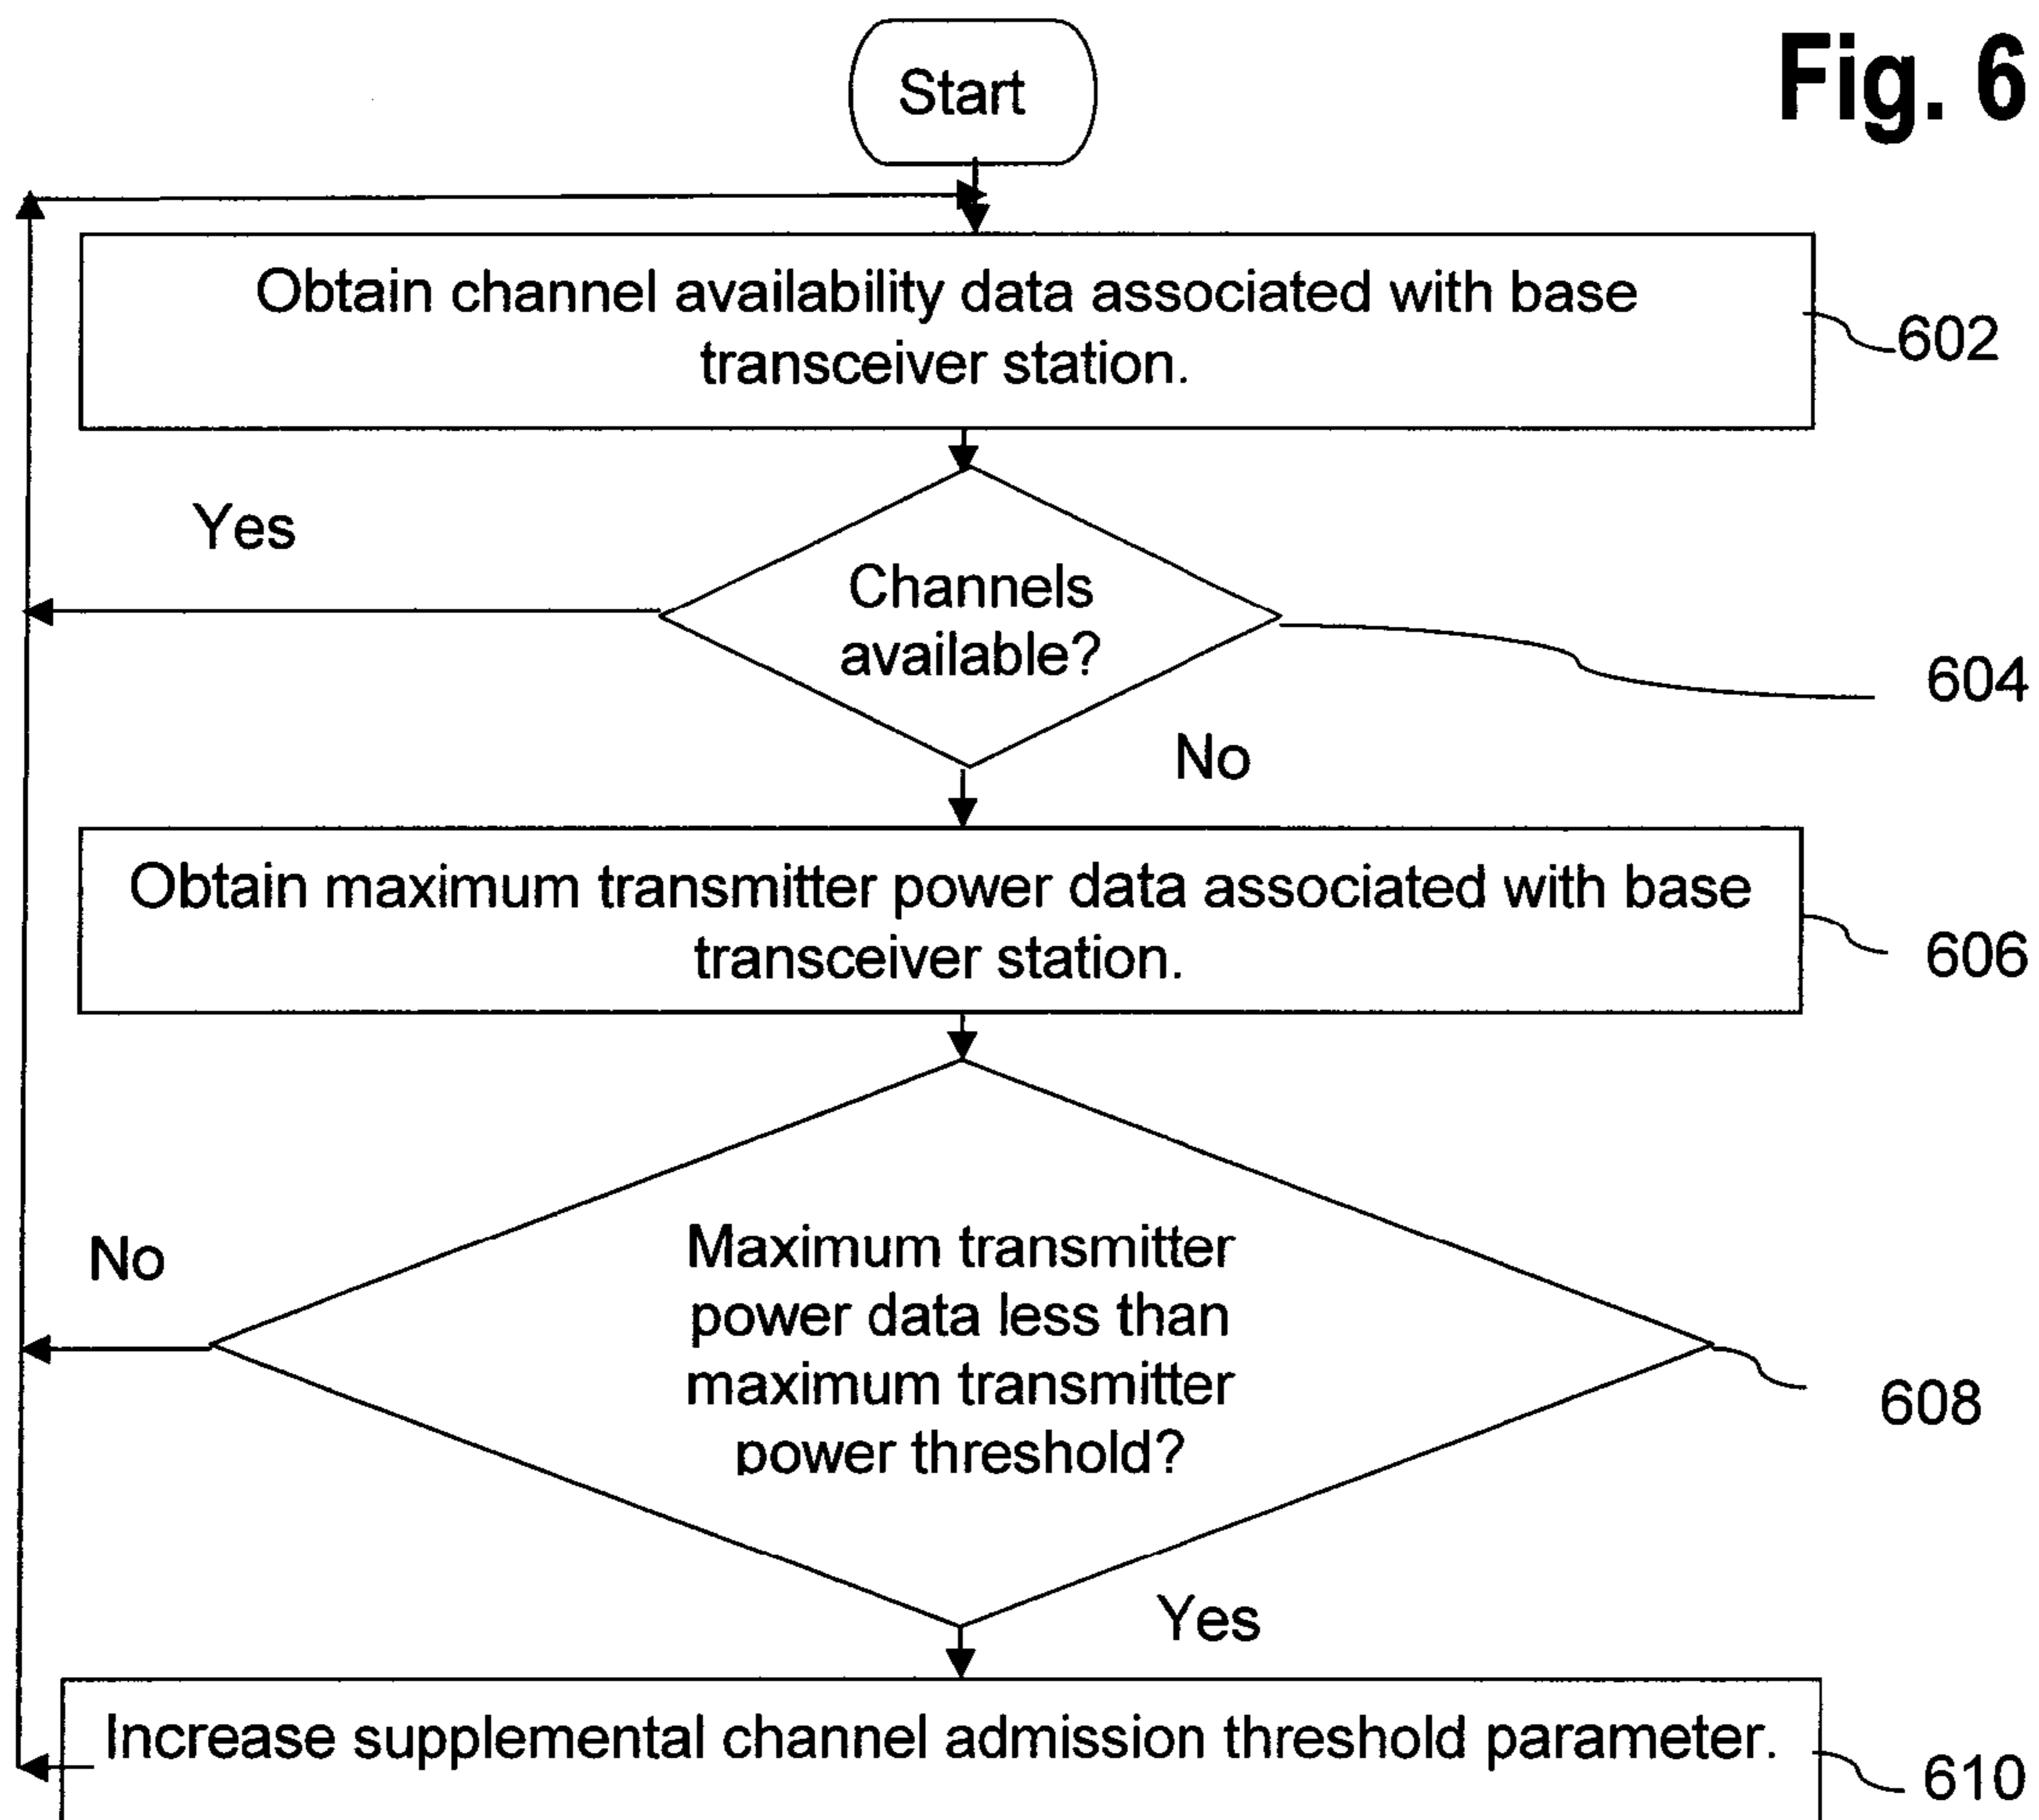 Fig. 6
Start
Obtain channel availability data associated with base
transceiver station.
602
Yes
Channels
available?
604
No
Obtain maximum transmitter power data associated with base
transceiver station.
606
Maximum transmitter
power data less than
maximum transmitter
power threshold?
No
608
Yes
Increase supplemental channel admission threshold parameter.
610